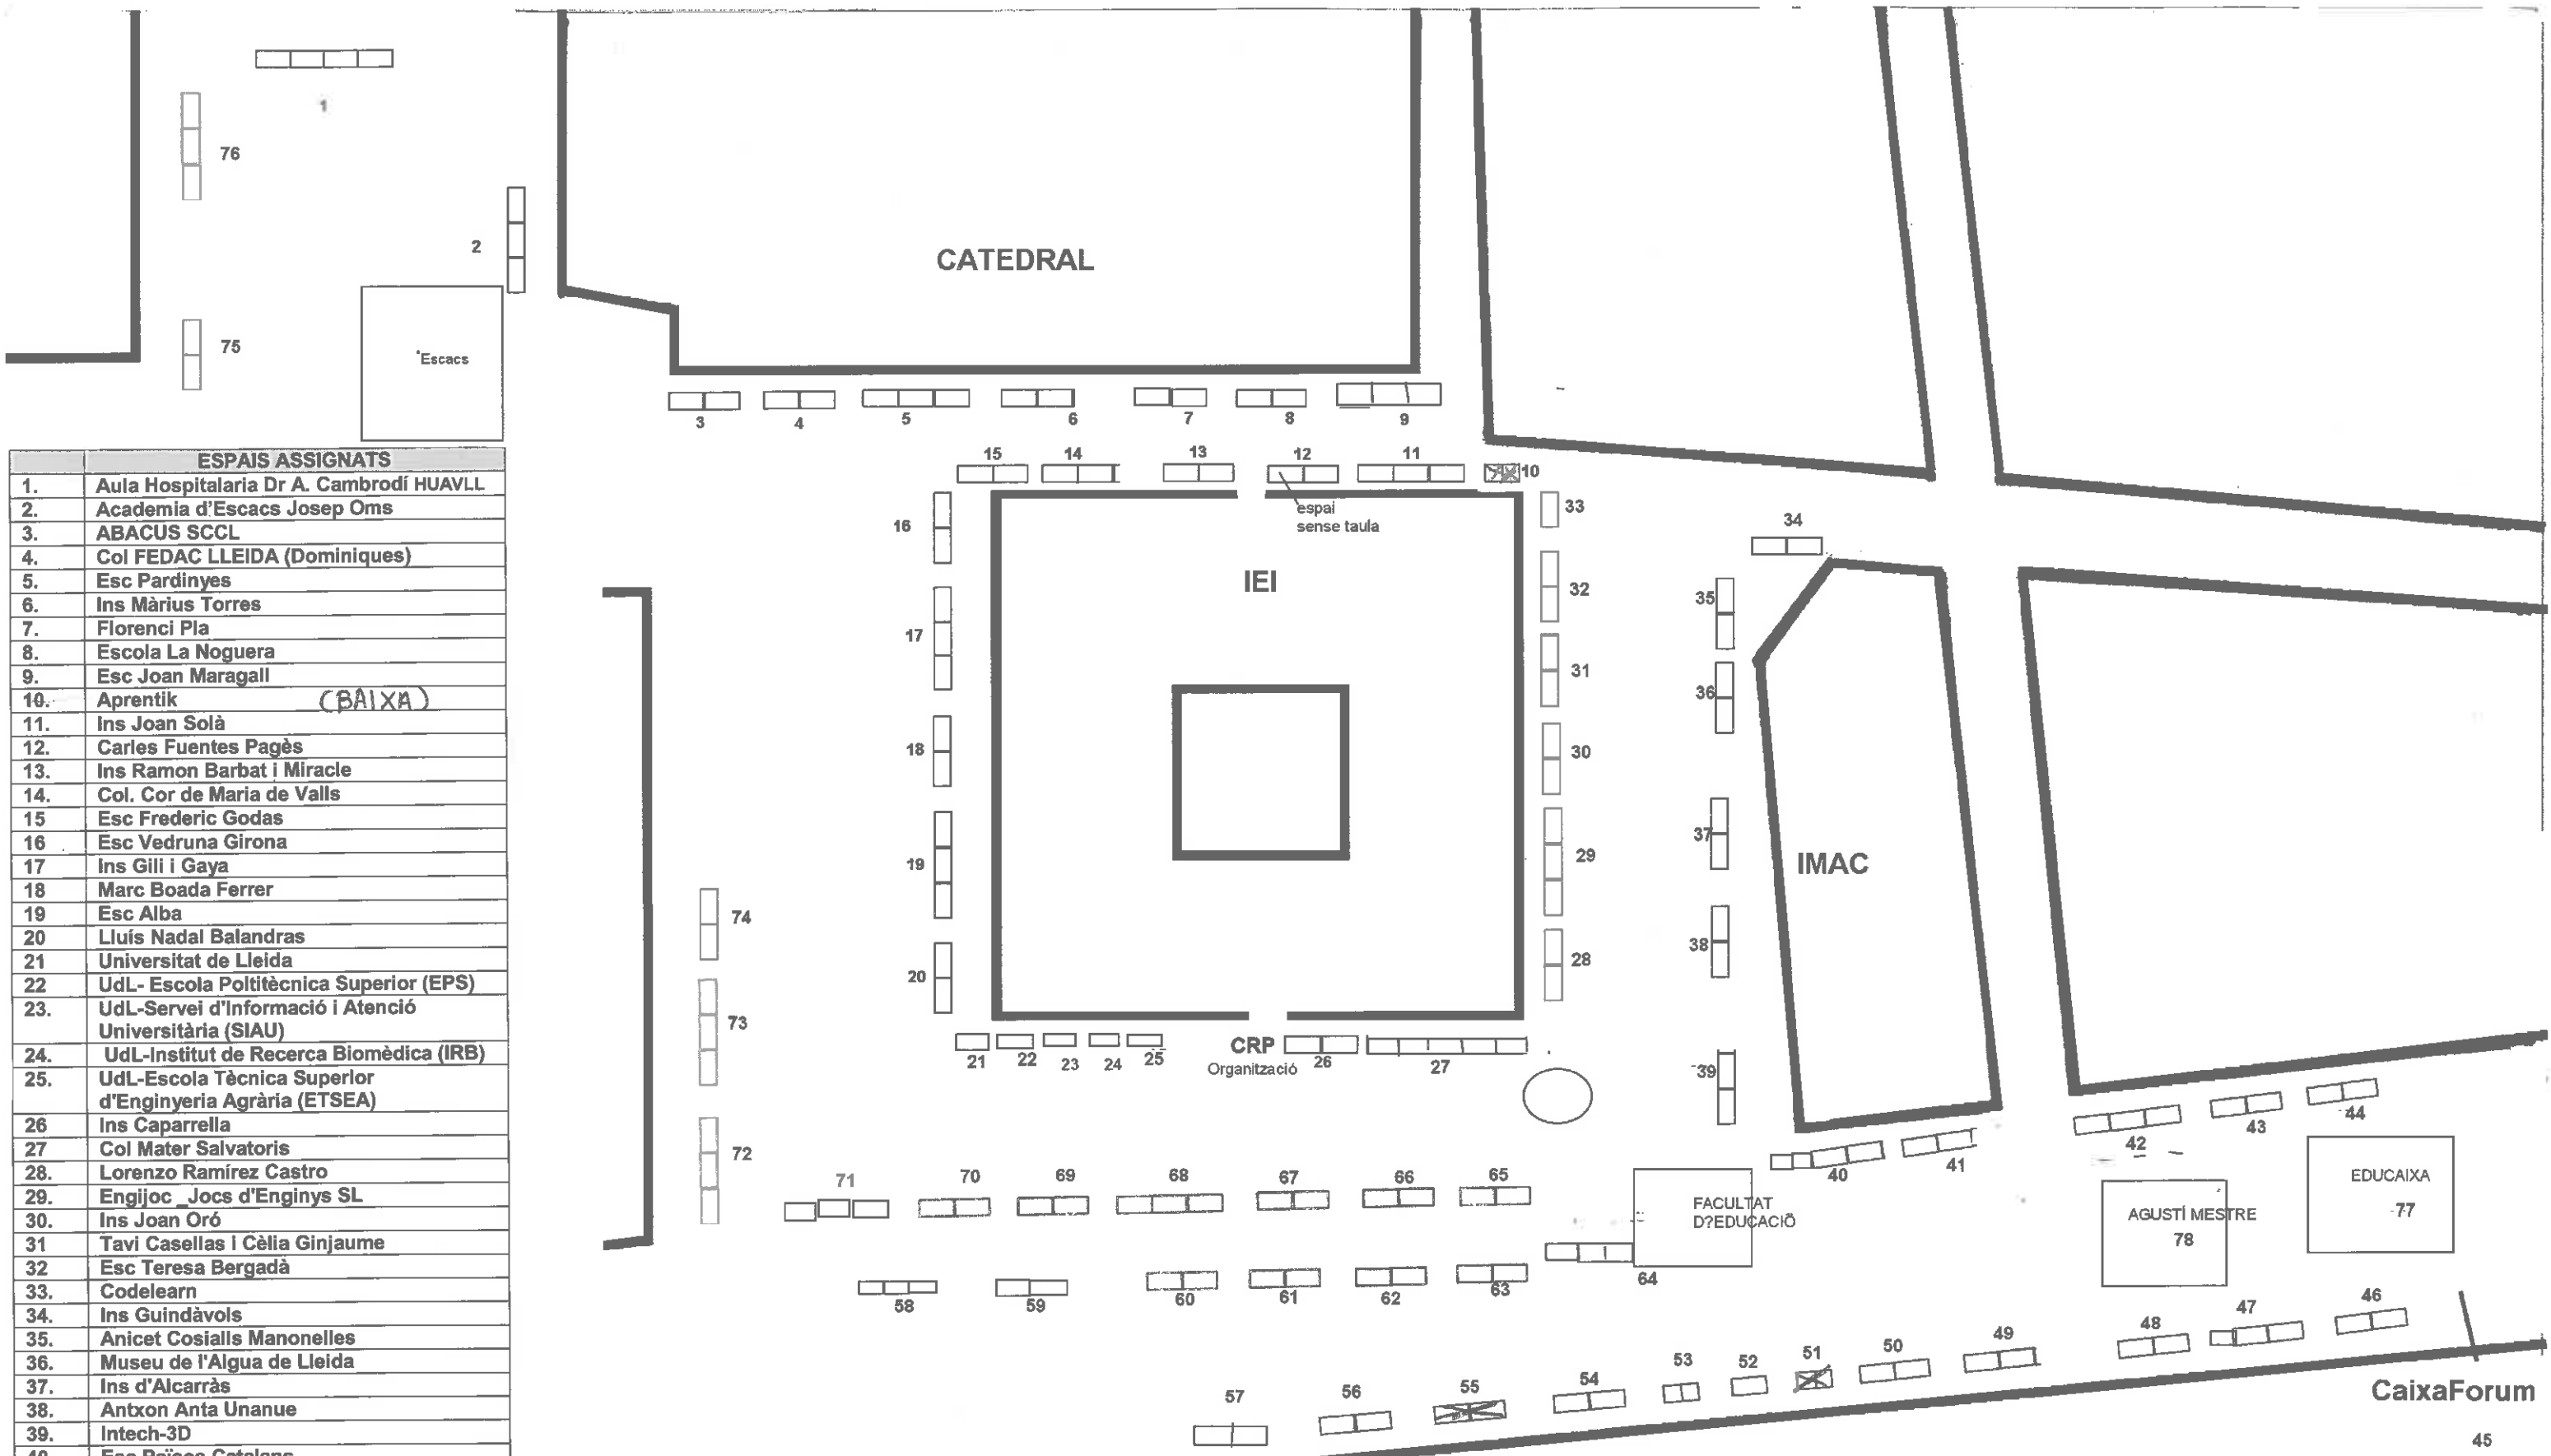 1
76
2
CATEDRAL
75
Escacs
3
4
5
6
7
8
9
15
14
13
12
11
10
espai
sense taula
16
33
34
IEI
32
35
17
31
36
18
30
37
19
29
IMAC
74
38
20
28
73
21
22
23
24
25
CRP
Organització
26
27
39
72
71
70
69
68
67
66
65
40
41
42
43
44
FACULTAT
D?EDUCACIÕ
EDUCAIXA
77
AGUSTÍ MESTRE
78
58
59
60
61
62
63
64
57
56
55
54
53
52
51
50
49
48
47
46
CaixaForum
45
ESPAIS ASSIGNATS
1. Aula Hospitalaria Dr A. Cambrodí HUAVLL
2. Academia d'Escacs Josep Oms
3. ABACUS SCCL
4. Col FEDAC LLEIDA (Dominiques)
5. Esc Pardinyes
6. Ins Màrius Torres
7. Florenci Pla
8. Escola La Noguera
9. Esc Joan Maragall
10. Aprentik (BAIXA)
11. Ins Joan Solà
12. Carles Fuentes Pagès
13. Ins Ramon Barbat i Miracle
14. Col. Cor de Maria de Valls
15 Esc Frederic Godas
16 Esc Vedruna Girona
17 Ins Gili i Gaya
18 Marc Boada Ferrer
19 Esc Alba
20 Lluís Nadal Balandras
21 Universitat de Lleida
22 UdL- Escola Poltitècnica Superior (EPS)
23. UdL-Servei d'Informació i Atenció
Universitària (SIAU)
24. UdL-Institut de Recerca Biomèdica (IRB)
25. UdL-Escola Tècnica Superior
d'Enginyeria Agrària (ETSEA)
26 Ins Caparrella
27 Col Mater Salvatoris
28. Lorenzo Ramírez Castro
29. Engijoc_Jocs d'Enginys SL
30. Ins Joan Oró
31 Tavi Casellas i Cèlia Ginjaume
32 Esc Teresa Bergadà
33. Codelearn
34. Ins Guindàvols
35. Anicet Cosialls Manonelles
36. Museu de l'Aigua de Lleida
37. Ins d'Alcarràs
38. Antxon Anta Unanue
39. Intech-3D
40. Esc Països Catalans